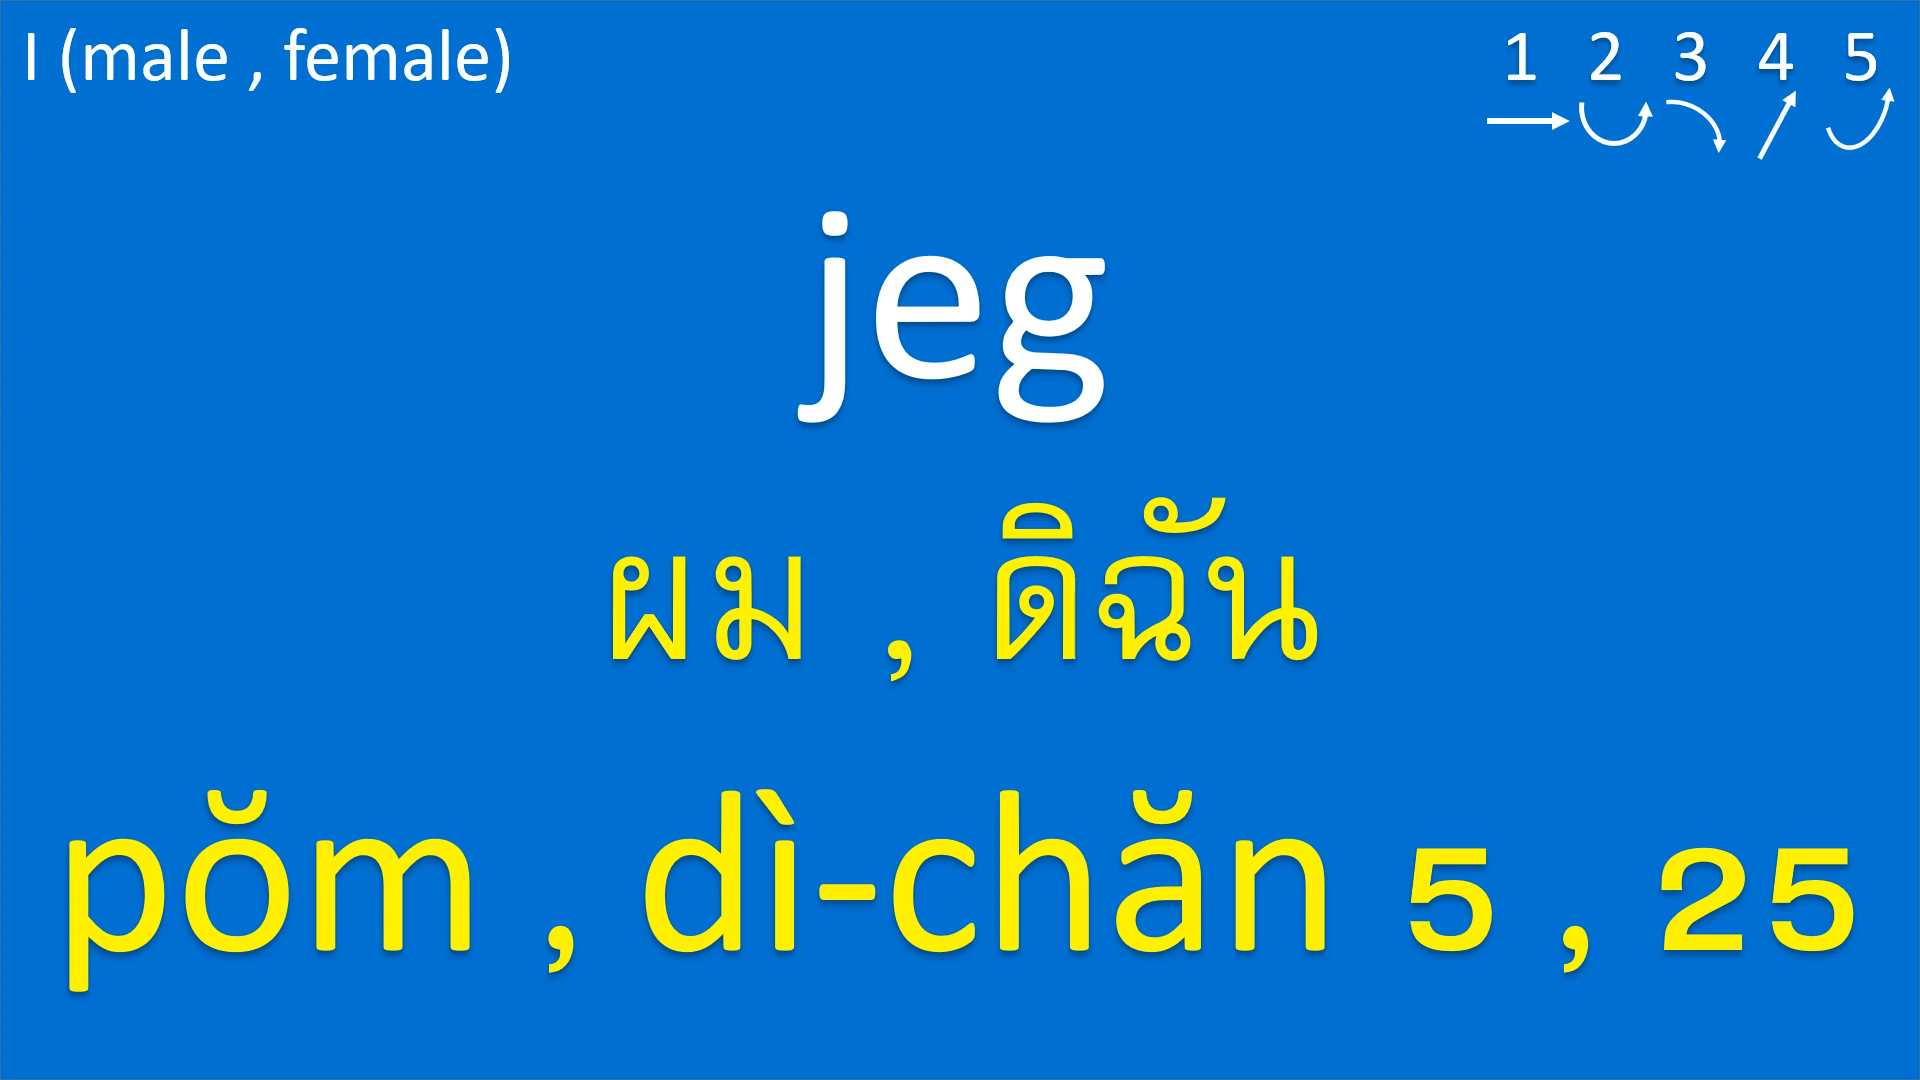 I (male , female)
1 2 3 4 5
jeg
ผม , ดิฉัน
pŏm , dì-chăn 5 , 25